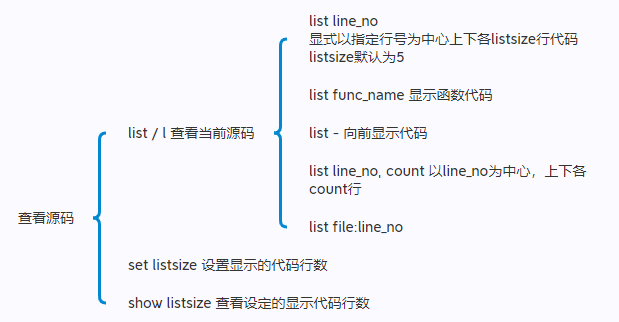 查看源码
list / l 查看当前源码
list line_no
显式以指定行号为中心上下各listsize行代码
listsize默认为5
list func_name 显示函数代码
list - 向前显示代码
list line_no, count 以line_no为中心，上下各
count行
list file:line_no
set listsize 设置显示的代码行数
show listsize 查看设定的显示代码行数